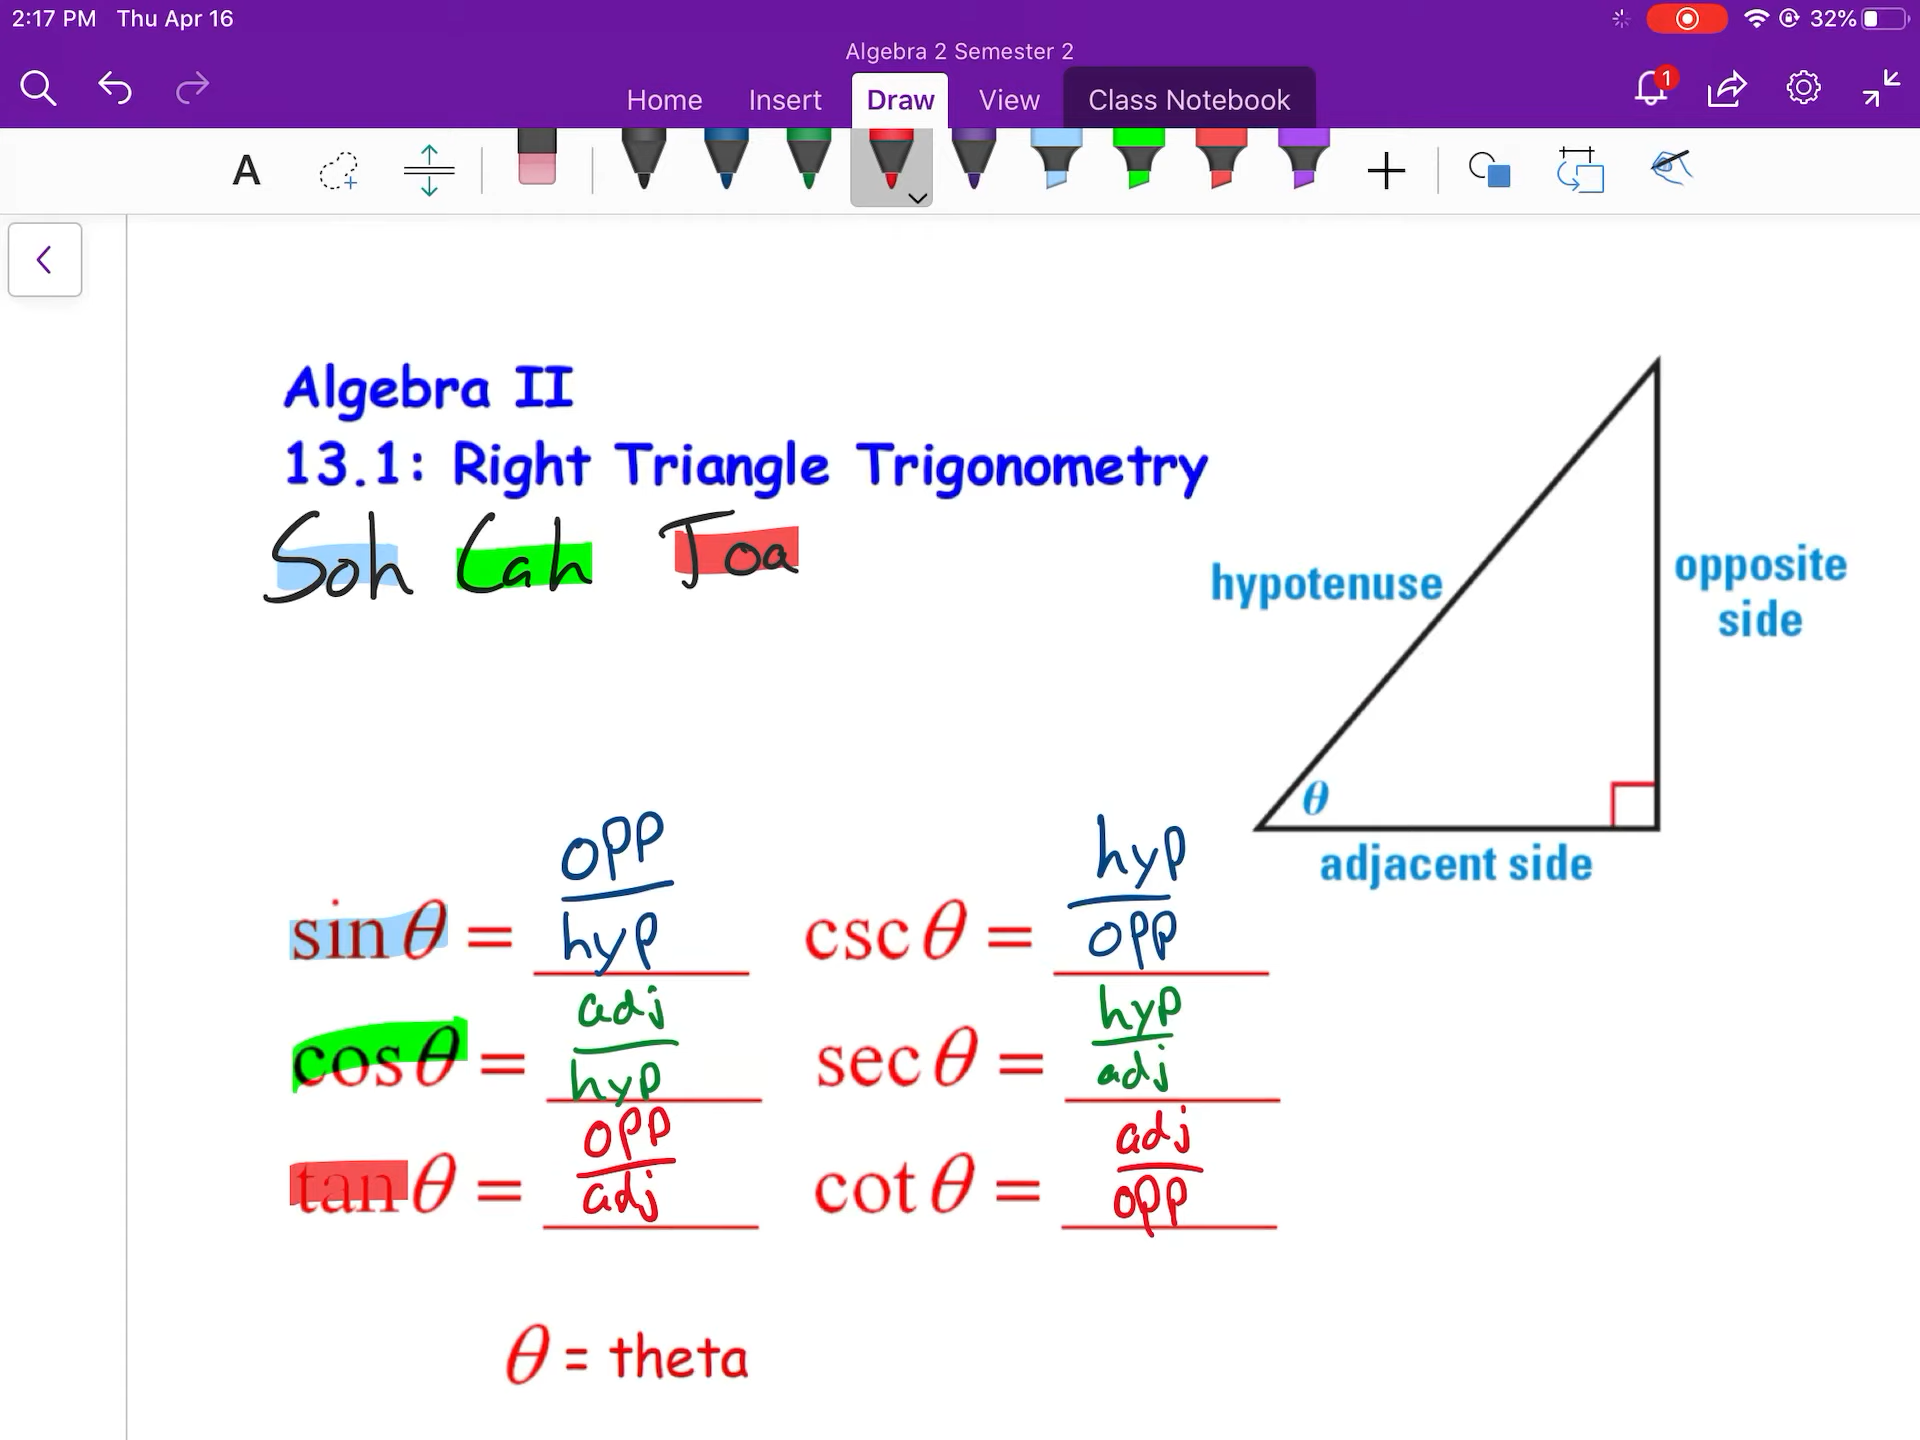 2:17 PM Thu Apr 16
32%
Algebra 2 Semester 2
Home Insert Draw View Class Notebook
1
A
Algebra II
13.1: Right Triangle Trigonometry
Soh Cah Toa
hypotenuse
opposite
side
θ
adjacent side
sin θ = opp/hyp csc θ = hyp/opp
cos θ = adj/hyp sec θ = hyp/adj
tan θ = opp/adj cot θ = adj/opp
θ = theta